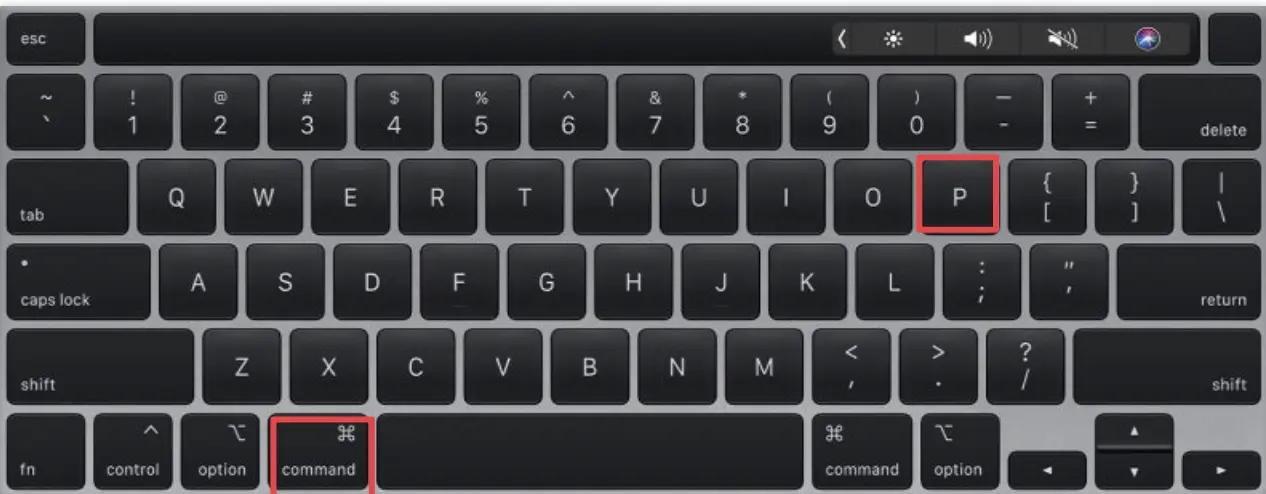 esc
~ ! @ # $ % ^ & * ( ) — +
` 1 2 3 4 5 6 7 8 9 0 - = delete
tab Q W E R T Y U I O P { [ } ] | \
caps lock A S D F G H J K L : ; " ' return
shift Z X C V B N M < , > . ? / shift
fn ^ control ⌥ option ⌘ command ⌘ command ⌥ option ◄ ▲ ▼ ►